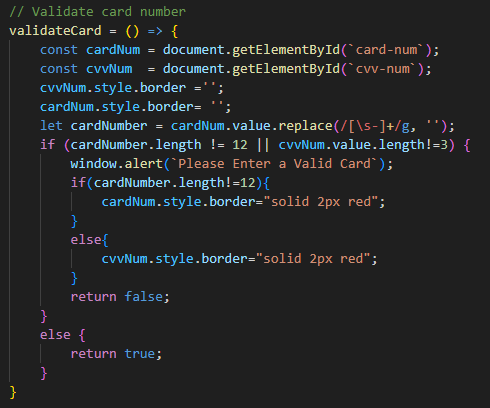 // Validate card number
validateCard = () => {
    const cardNum = document.getElementById(`card-num`);
    const cvvNum  = document.getElementById(`cvv-num`);
    cvvNum.style.border ='';
    cardNum.style.border= '';
    let cardNumber = cardNum.value.replace(/[\s-]+/g, '');
    if (cardNumber.length != 12 || cvvNum.value.length!=3) {
        window.alert(`Please Enter a Valid Card`);
        if(cardNumber.length!=12){
            cardNum.style.border="solid 2px red";
        }
        else{
            cvvNum.style.border="solid 2px red";
        }
        return false;
    }
    else {
        return true;
    }
}